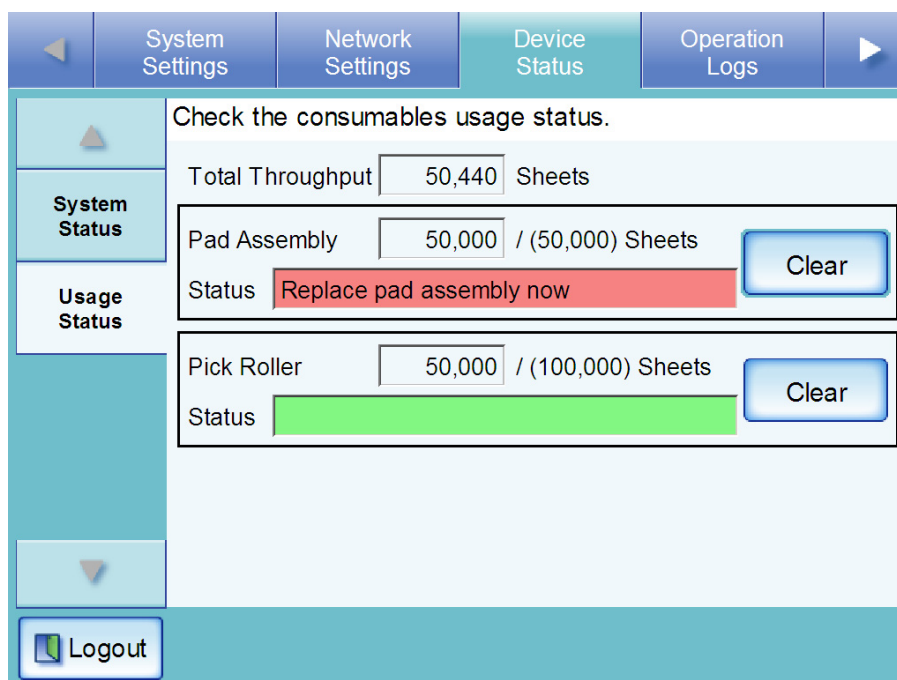 System Settings
Network Settings
Device Status
Operation Logs
Check the consumables usage status.
System Status
Usage Status
Total Throughput 50,440 Sheets
Pad Assembly 50,000 / (50,000) Sheets
Clear
Status Replace pad assembly now
Pick Roller 50,000 / (100,000) Sheets
Clear
Status
Logout